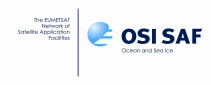 The EUMETSAT
Network of
Satellite Application
Facilities
OSI SAF
Ocean and Sea Ice